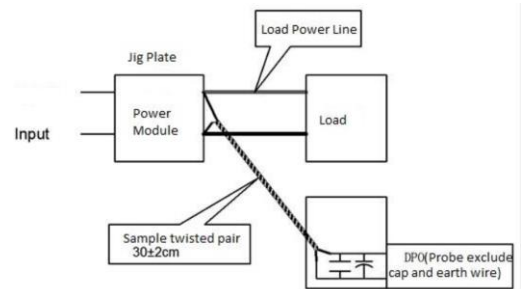 Load Power Line
Jig Plate
Power
Module
Load
Input
Sample twisted pair
30±2cm
DPO(Probe exclude
cap and earth wire)